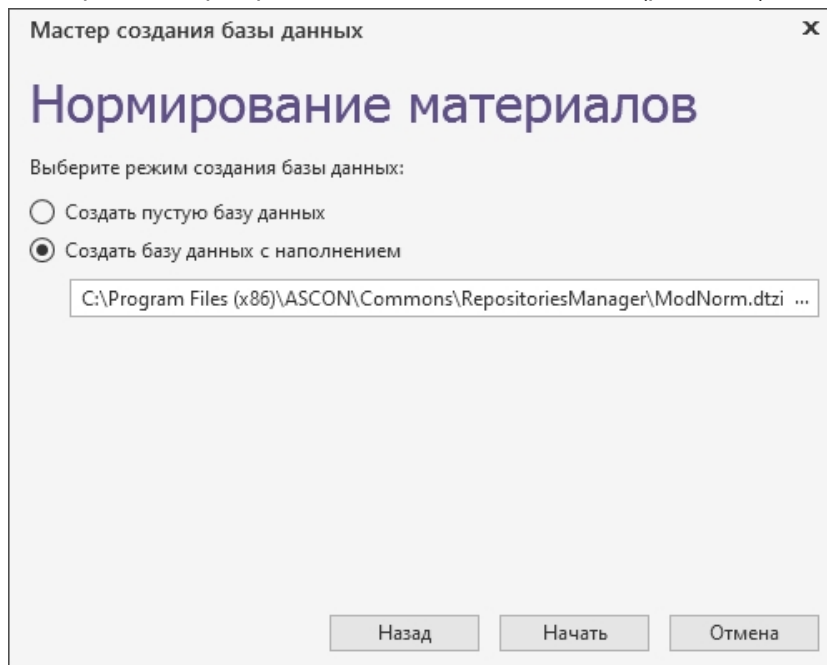 Мастер создания базы данных x
Нормирование материалов
Выберите режим создания базы данных:
Создать пустую базу данных
Создать базу данных с наполнением
C:\Program Files (x86)\ASCON\Commons\RepositoriesManager\ModNorm.dtzi ...
Назад Начать Отмена